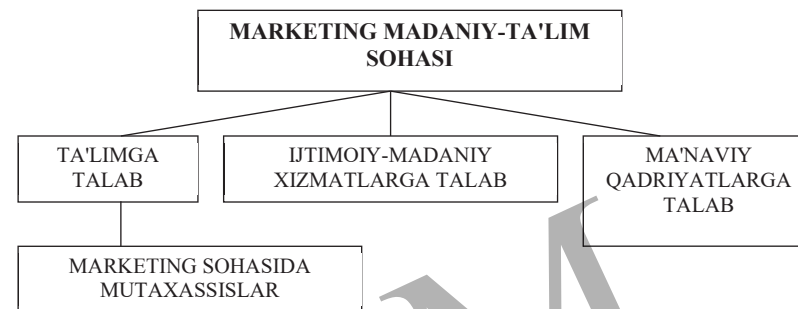 MARKETING MADANIY-TA'LIM
SOHASI
TA'LIMGA
TALAB
IJTIMOIY-MADANIY
XIZMATLARGA TALAB
MA'NAVIY
QADRIYATLARGA
TALAB
MARKETING SOHASIDA
MUTAXASSISLAR